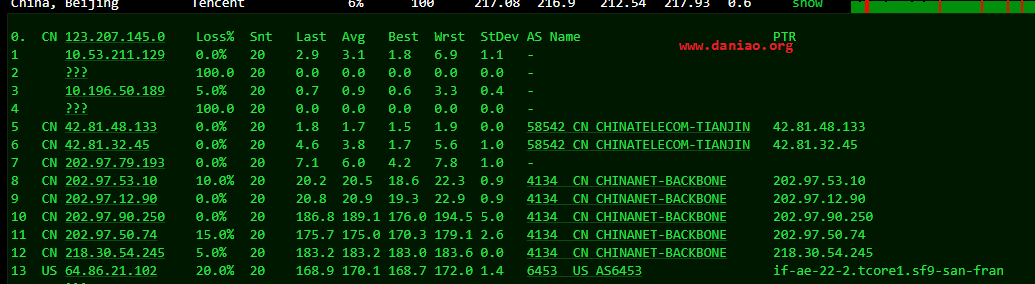 China, Beijing Tencent 6% 100 217.08 216.9 212.54 217.93 0.6 show
0. CN 123.207.145.0 Loss% Snt Last Avg Best Wrst StDev AS Name PTR
www.daniao.org
1 10.53.211.129 0.0% 20 2.9 3.1 1.8 6.9 1.1 -
2 ??? 100.0 20 0.0 0.0 0.0 0.0 0.0 -
3 10.196.50.189 5.0% 20 0.7 0.9 0.6 3.3 0.4 -
4 ??? 100.0 20 0.0 0.0 0.0 0.0 0.0 -
5 CN 42.81.48.133 0.0% 20 1.8 1.7 1.5 1.9 0.0 58542 CN CHINATELECOM-TIANJIN 42.81.48.133
6 CN 42.81.32.45 0.0% 20 4.6 3.8 1.7 5.6 1.0 58542 CN CHINATELECOM-TIANJIN 42.81.32.45
7 CN 202.97.79.193 0.0% 20 7.1 6.0 4.2 7.8 1.0 -
8 CN 202.97.53.10 10.0% 20 20.2 20.5 18.6 22.3 0.9 4134 CN CHINANET-BACKBONE 202.97.53.10
9 CN 202.97.12.90 0.0% 20 20.8 20.9 19.3 22.9 0.9 4134 CN CHINANET-BACKBONE 202.97.12.90
10 CN 202.97.90.250 0.0% 20 186.8 189.1 176.0 194.5 5.0 4134 CN CHINANET-BACKBONE 202.97.90.250
11 CN 202.97.50.74 15.0% 20 175.7 175.0 170.3 179.1 2.6 4134 CN CHINANET-BACKBONE 202.97.50.74
12 CN 218.30.54.245 5.0% 20 183.2 183.2 183.0 183.6 0.0 4134 CN CHINANET-BACKBONE 218.30.54.245
13 US 64.86.21.102 20.0% 20 168.9 170.1 168.7 172.0 1.4 6453 US AS6453 if-ae-22-2.tcore1.sf9-san-fran